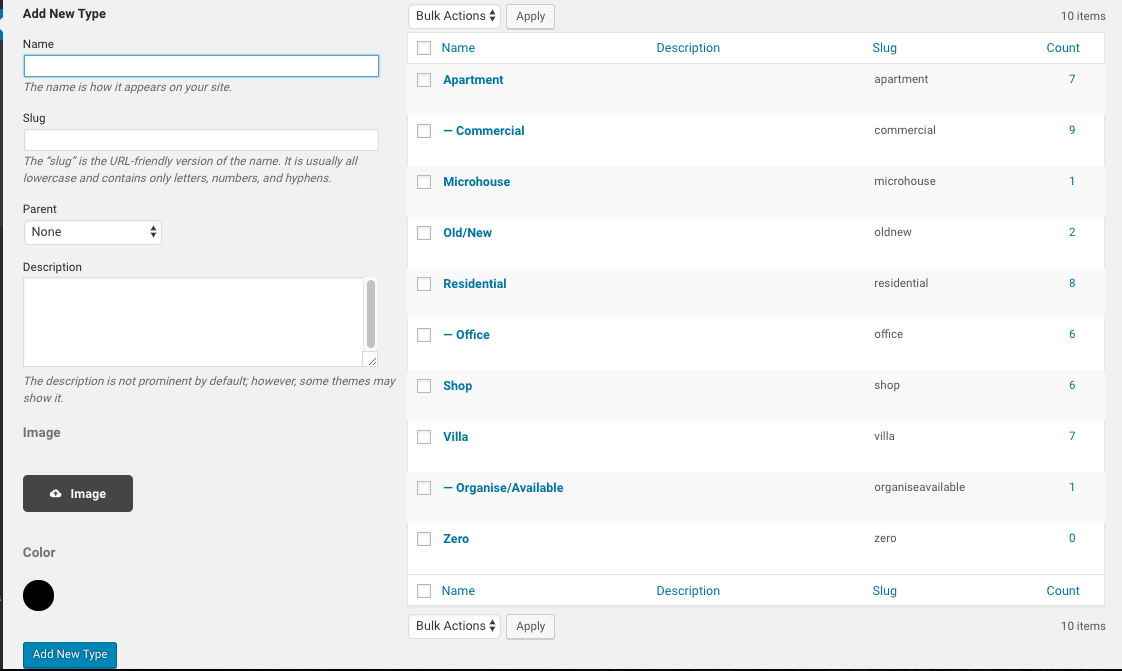 Add New Type
Name
The name is how it appears on your site.
Slug
The “slug” is the URL-friendly version of the name. It is usually all
lowercase and contains only letters, numbers, and hyphens.
Parent
None
Description
The description is not prominent by default; however, some themes may
show it.
Image
Image
Color
Add New Type
Bulk Actions Apply 10 items
Name Description Slug Count
Apartment apartment 7
— Commercial commercial 9
Microhouse microhouse 1
Old/New oldnew 2
Residential residential 8
— Office office 6
Shop shop 6
Villa villa 7
— Organise/Available organiseavailable 1
Zero zero 0
Name Description Slug Count
Bulk Actions Apply 10 items